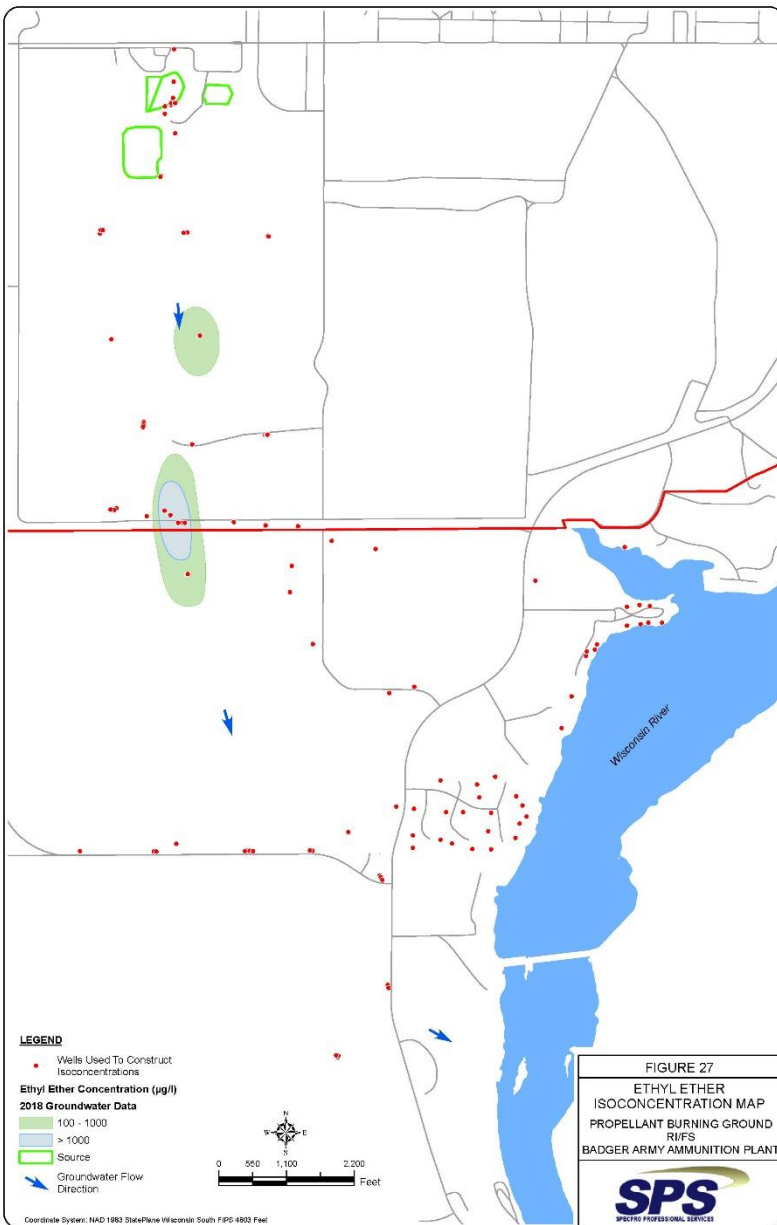 Wisconsin River
LEGEND
Wells Used To Construct
Isoconcentrations
Ethyl Ether Concentration (µg/l)
2018 Groundwater Data
100 - 1000
> 1000
Source
Groundwater Flow
Direction
N
W E
S
0 550 1,100 2,200
Feet
Coordinate System: NAD 1983 StatePlane Wisconsin South FIPS 4803 Feet
FIGURE 27
ETHYL ETHER
ISOCONCENTRATION MAP
PROPELLANT BURNING GROUND
RI/FS
BADGER ARMY AMMUNITION PLANT
SPS
SPECPRO PROFESSIONAL SERVICES